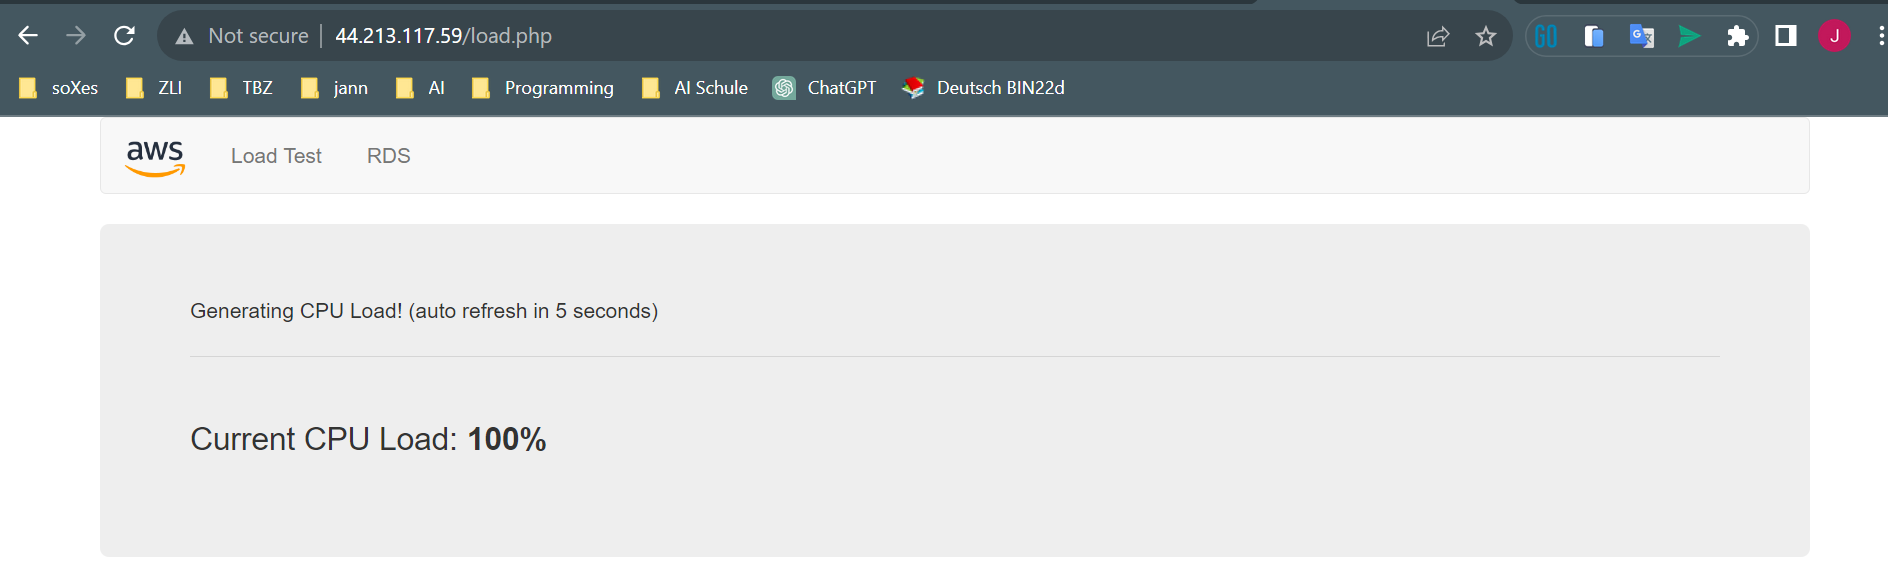 Not secure | 44.213.117.59/load.php
GO
G
J
soXes ZLI TBZ jann AI Programming AI Schule ChatGPT Deutsch BIN22d
aws Load Test RDS
Generating CPU Load! (auto refresh in 5 seconds)
Current CPU Load: 100%